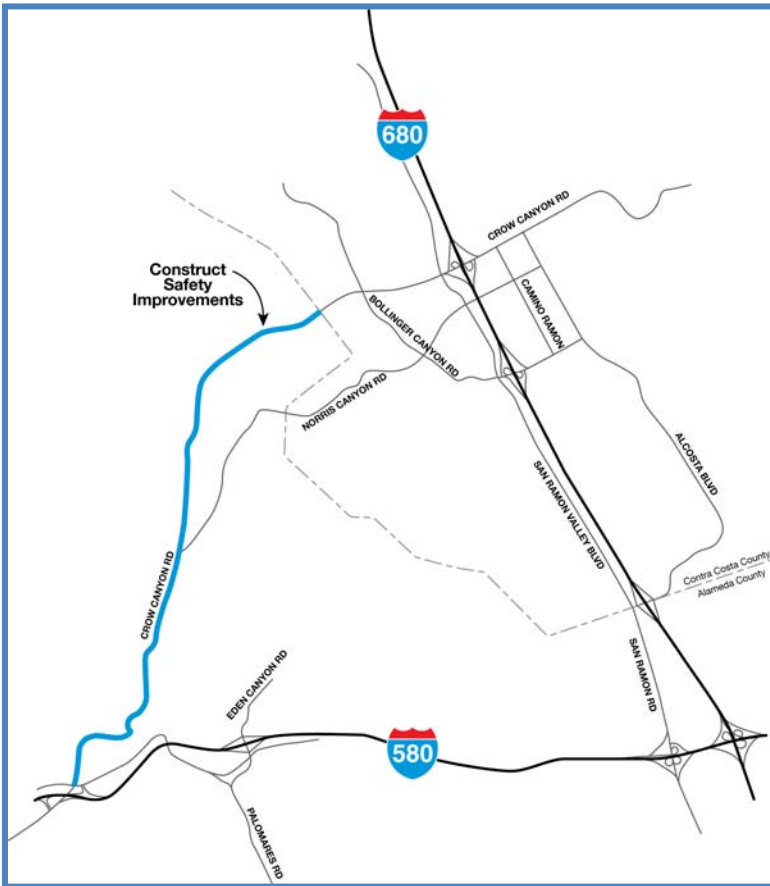 680
CROW CANYON RD
Construct
Safety
Improvements
CAMINO RAMON
BOLLINGER CANYON RD
NORRIS CANYON RD
ALCOSTA BLVD
SAN RAMON VALLEY BLVD
CROW CANYON RD
Contra Costa County
Alameda County
SAN RAMON RD
EDEN CANYON RD
580
PALOMARES RD